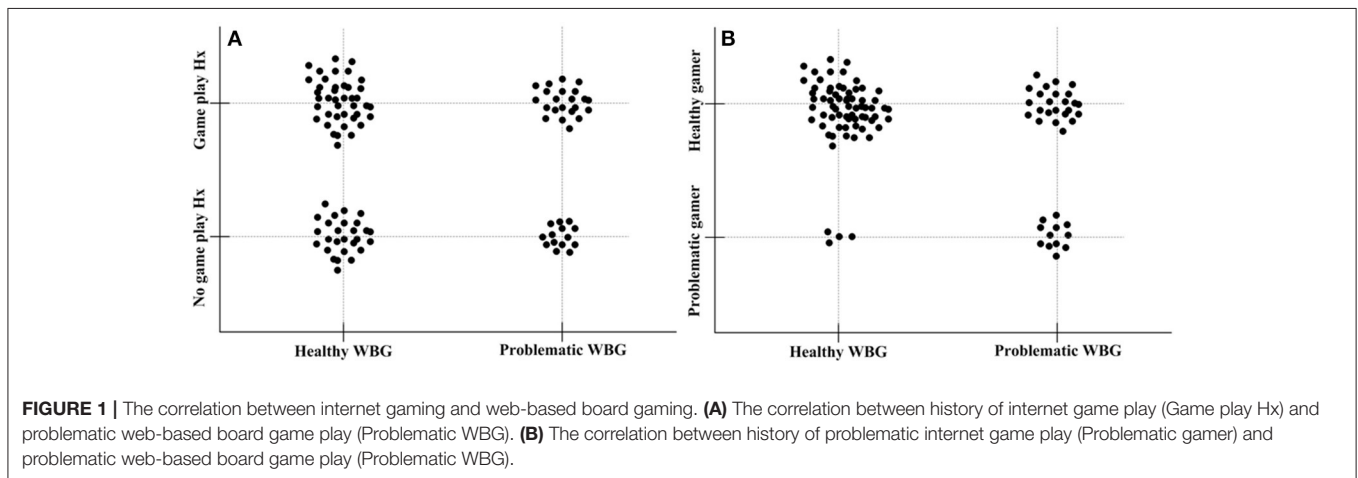 A
Game play Hx
No game play Hx
Healthy WBG
Problematic WBG
B
Healthy gamer
Problematic gamer
Healthy WBG
Problematic WBG
FIGURE 1 | The correlation between internet gaming and web-based board gaming. (A) The correlation between history of internet game play (Game play Hx) and
problematic web-based board game play (Problematic WBG). (B) The correlation between history of problematic internet game play (Problematic gamer) and
problematic web-based board game play (Problematic WBG).